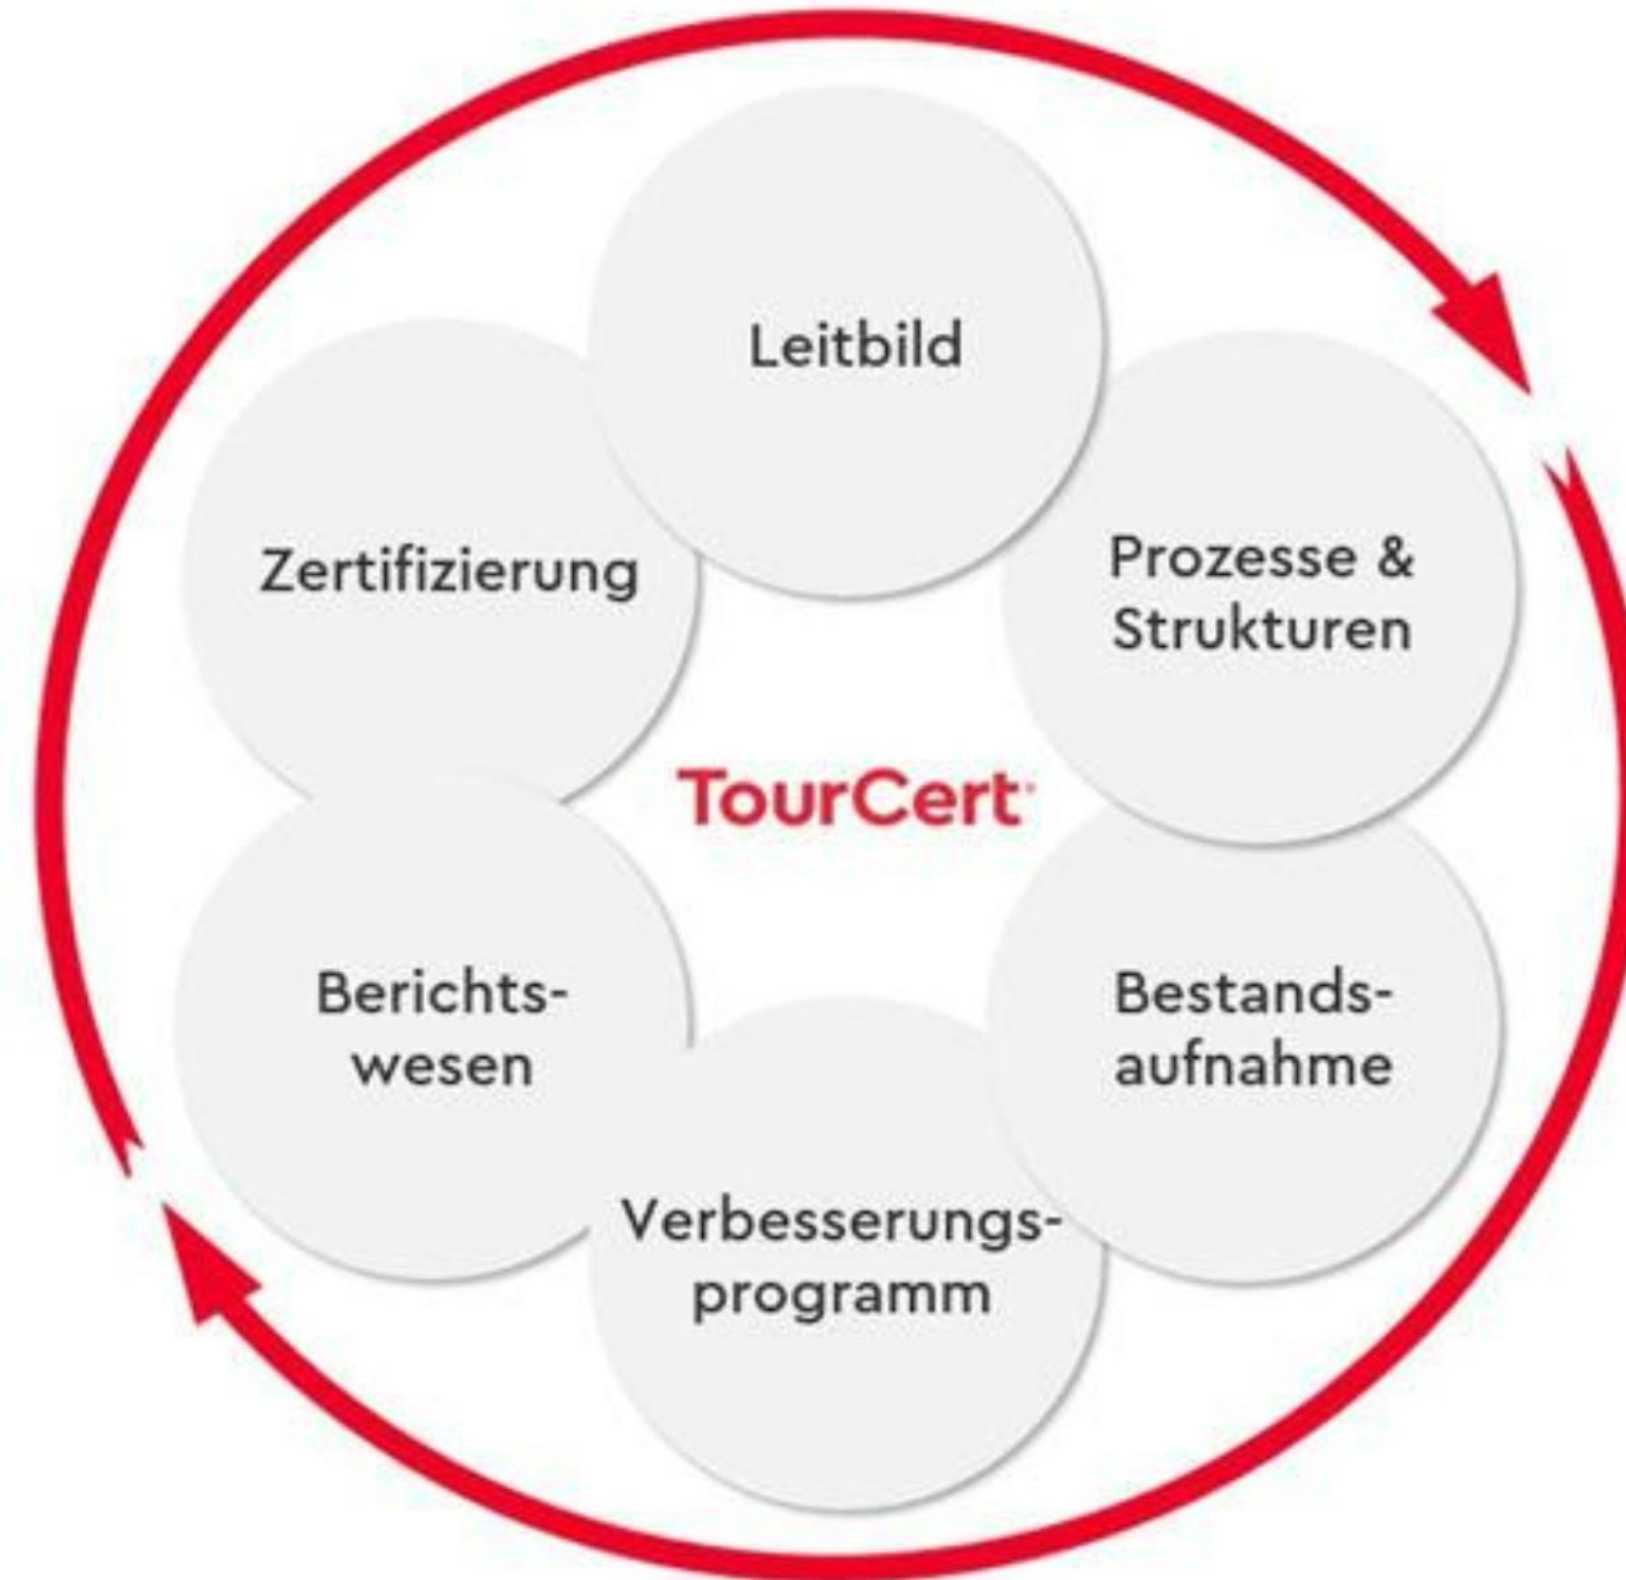 Leitbild
Prozesse &
Strukturen
Bestands-
aufnahme
Verbesserungs-
programm
Berichts-
wesen
Zertifizierung
TourCert